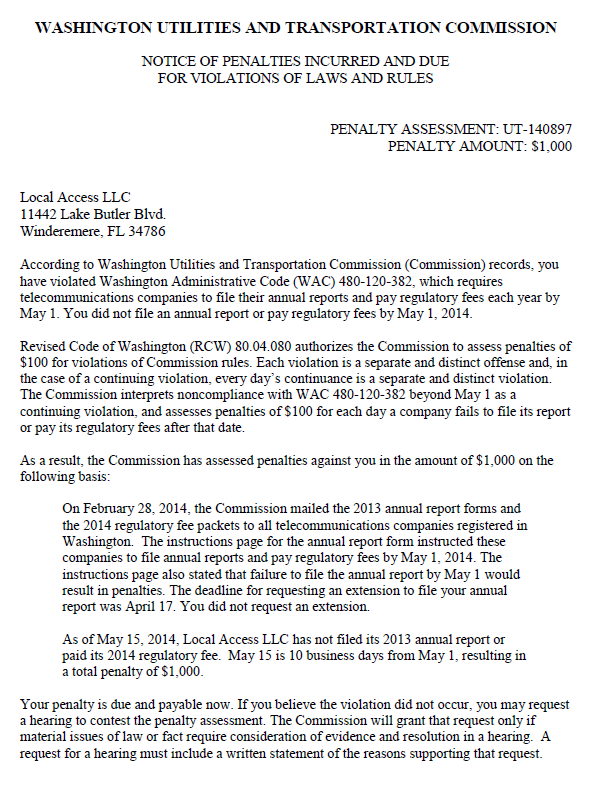 WASHINGTON UTILITIES AND TRANSPORTATION COMMISSION
NOTICE OF PENALTIES INCURRED AND DUE
FOR VIOLATIONS OF LAWS AND RULES
PENALTY ASSESSMENT: UT-140897
PENALTY AMOUNT: $1,000
Local Access LLC
11442 Lake Butler Blvd.
Winderemere, FL 34786
According to Washington Utilities and Transportation Commission (Commission) records, you
have violated Washington Administrative Code (WAC) 480-120-382, which requires
telecommunications companies to file their annual reports and pay regulatory fees each year by
May 1. You did not file an annual report or pay regulatory fees by May 1, 2014.
Revised Code of Washington (RCW) 80.04.080 authorizes the Commission to assess penalties of
$100 for violations of Commission rules. Each violation is a separate and distinct offense and, in
the case of a continuing violation, every day’s continuance is a separate and distinct violation.
The Commission interprets noncompliance with WAC 480-120-382 beyond May 1 as a
continuing violation, and assesses penalties of $100 for each day a company fails to file its report
or pay its regulatory fees after that date.
As a result, the Commission has assessed penalties against you in the amount of $1,000 on the
following basis:
On February 28, 2014, the Commission mailed the 2013 annual report forms and
the 2014 regulatory fee packets to all telecommunications companies registered in
Washington. The instructions page for the annual report form instructed these
companies to file annual reports and pay regulatory fees by May 1, 2014. The
instructions page also stated that failure to file the annual report by May 1 would
result in penalties. The deadline for requesting an extension to file your annual
report was April 17. You did not request an extension.
As of May 15, 2014, Local Access LLC has not filed its 2013 annual report or
paid its 2014 regulatory fee. May 15 is 10 business days from May 1, resulting in
a total penalty of $1,000.
Your penalty is due and payable now. If you believe the violation did not occur, you may request
a hearing to contest the penalty assessment. The Commission will grant that request only if
material issues of law or fact require consideration of evidence and resolution in a hearing. A
request for a hearing must include a written statement of the reasons supporting that request.